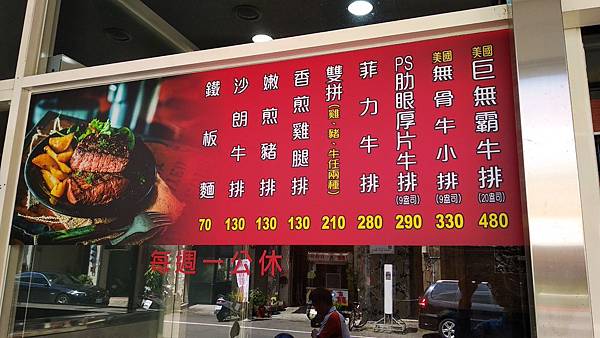 美國巨無霸牛排(20盎司) 480
美國無骨牛小排(9盎司) 330
PS肋眼厚片牛排(9盎司) 290
菲力牛排 280
雙拼(雞、豬、牛任兩種) 210
香煎雞腿排 130
嫩煎豬排 130
沙朗牛排 130
鐵板麵 70
每週一公休